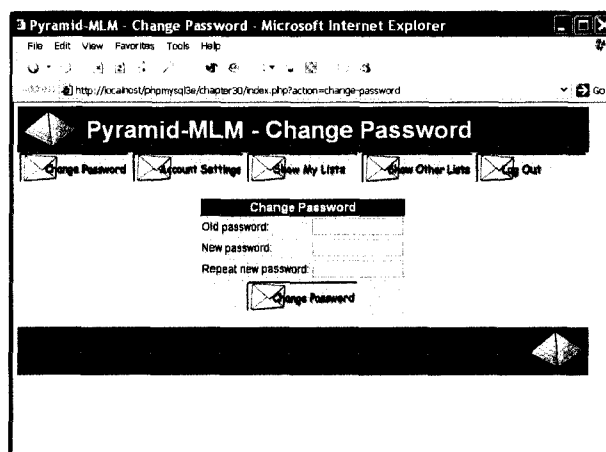 Pyramid-MLM - Change Password - Microsoft Internet Explorer
File Edit View Favorites Tools Help
http://localhost/phpmysql3e/chapter30/index.php?action=change-password Go
Pyramid-MLM - Change Password
Change Password Account Settings Show My Lists Show Other Lists Log Out
Change Password
Old password:
New password:
Repeat new password:
Change Password